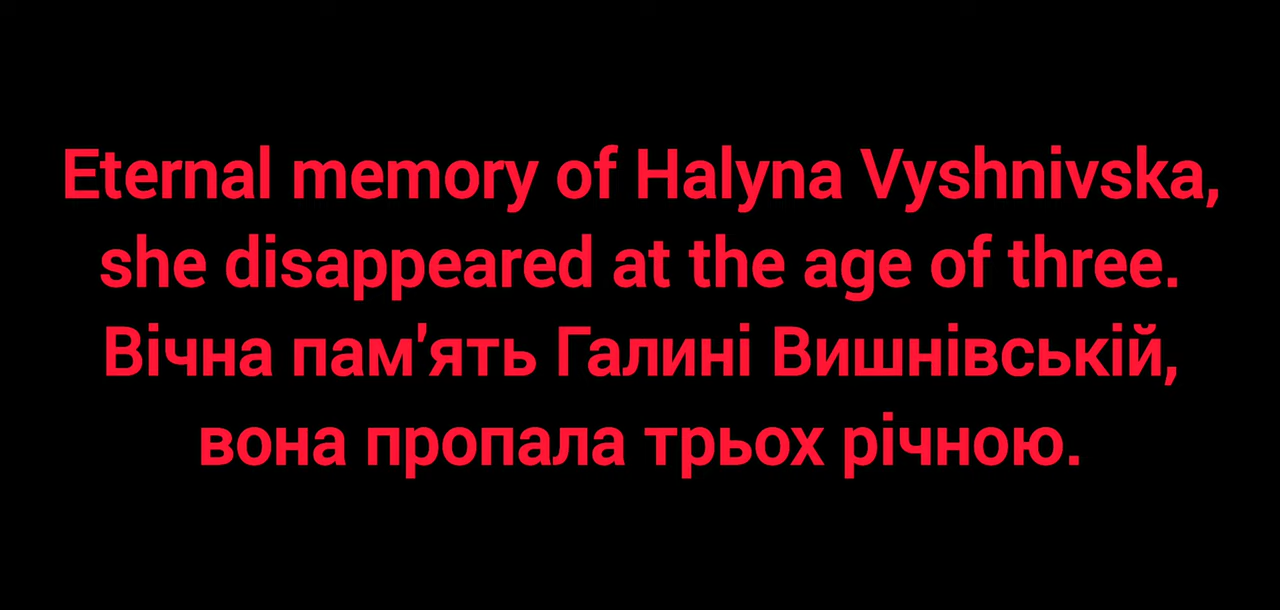 Eternal memory of Halyna Vyshnivska,
she disappeared at the age of three.
Вічна пам'ять Галині Вишнівській,
вона пропала трьох річною.